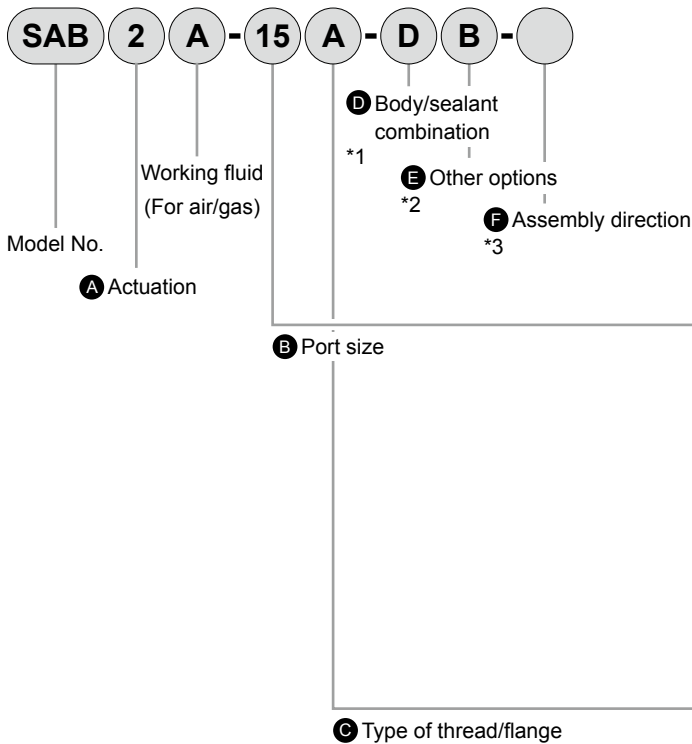 SAB 2 A - 15 A - D B -
D Body/sealant
combination
*1
Working fluid
(For air/gas)
E Other options
*2
F Assembly direction
*3
Model No.
A Actuation
B Port size
C Type of thread/flange